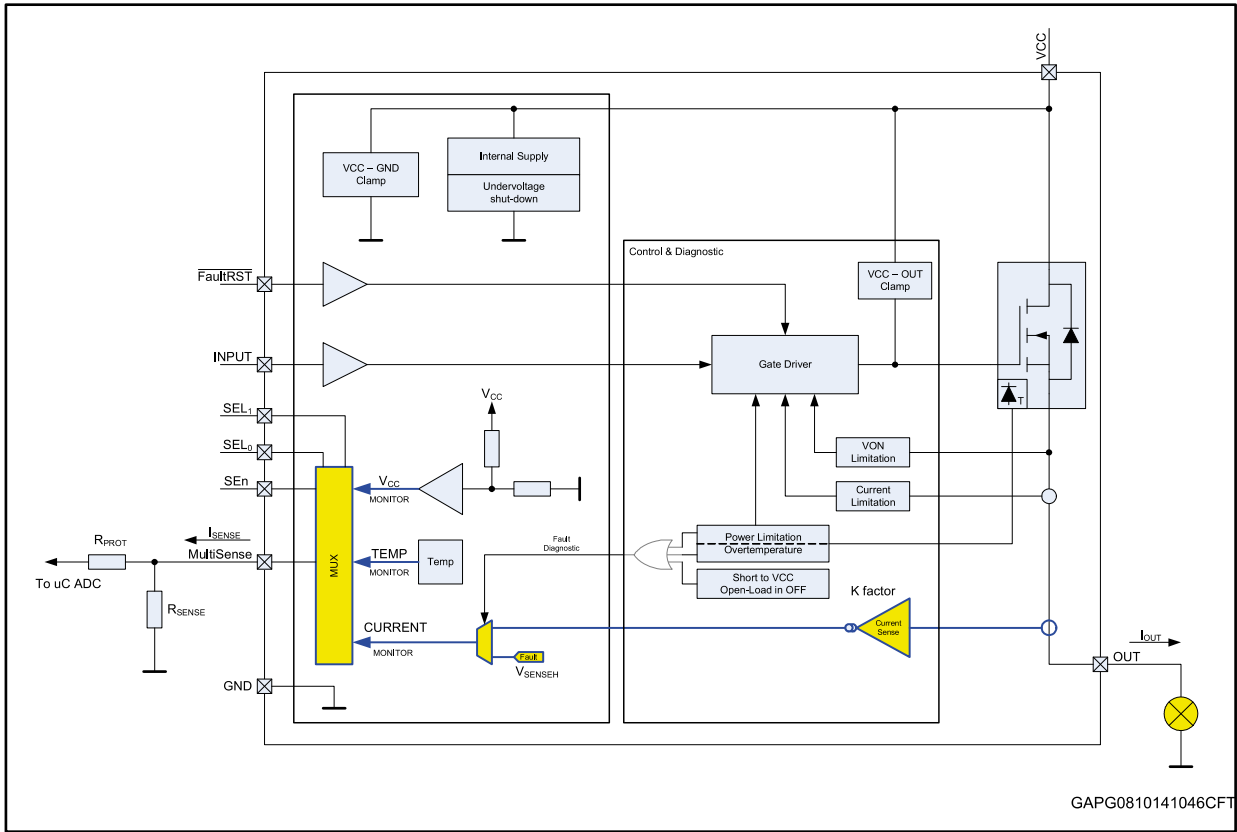 VCC
VCC – GND
Clamp
Internal Supply
Undervoltage
shut-down
Control & Diagnostic
FaultRST
VCC – OUT
Clamp
INPUT
Gate Driver
SEL1
VCC
SEL0
VON
Limitation
T
SEn
VCC
MONITOR
Current
Limitation
RPROT
ISENSE
MultiSense
To uC ADC
RSENSE
MUX
TEMP
MONITOR
Temp
Fault
Diagnostic
Power Limitation
Overtemperature
Short to VCC
Open-Load in OFF
K factor
Current
Sense
CURRENT
MONITOR
Fault
VSENSEH
IOUT
OUT
GND
GAPG0810141046CFT